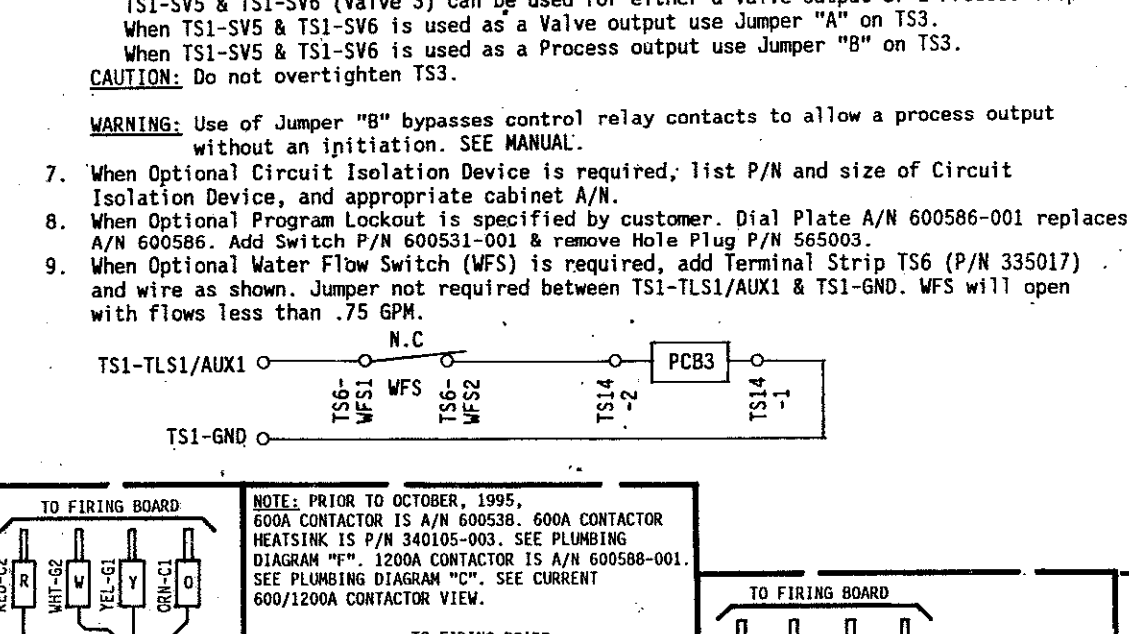 TS1-SV5 & TS1-SV6 (Valve 3) can be used for either a Valve output or a Process
When TS1-SV5 & TS1-SV6 is used as a Valve output use Jumper "A" on TS3.
When TS1-SV5 & TS1-SV6 is used as a Process output use Jumper "B" on TS3.
CAUTION: Do not overtighten TS3.
WARNING: Use of Jumper "B" bypasses control relay contacts to allow a process output
without an initiation. SEE MANUAL.
7. When Optional Circuit Isolation Device is required, list P/N and size of Circuit
Isolation Device, and appropriate cabinet A/N.
8. When Optional Program Lockout is specified by customer. Dial Plate A/N 600586-001 replaces
A/N 600586. Add Switch P/N 600531-001 & remove Hole Plug P/N 565003.
9. When Optional Water Flow Switch (WFS) is required, add Terminal Strip TS6 (P/N 335017)
and wire as shown. Jumper not required between TS1-TLS1/AUX1 & TS1-GND. WFS will open
with flows less than .75 GPM.
N.C
TS1-TLS1/AUX1
PCB3
TS6-
WFS1
WFS
TS6-
WFS2
TS14
-2
TS14
-1
TS1-GND
TO FIRING BOARD
RED-G2
R
WHT-G2
W
YEL-G1
Y
ORN-C1
O
NOTE: PRIOR TO OCTOBER, 1995,
600A CONTACTOR IS A/N 600538. 600A CONTACTOR
HEATSINK IS P/N 340105-003. SEE PLUMBING
DIAGRAM "F". 1200A CONTACTOR IS A/N 600588-001.
SEE PLUMBING DIAGRAM "C". SEE CURRENT
600/1200A CONTACTOR VIEW.
TO FIRING BOARD